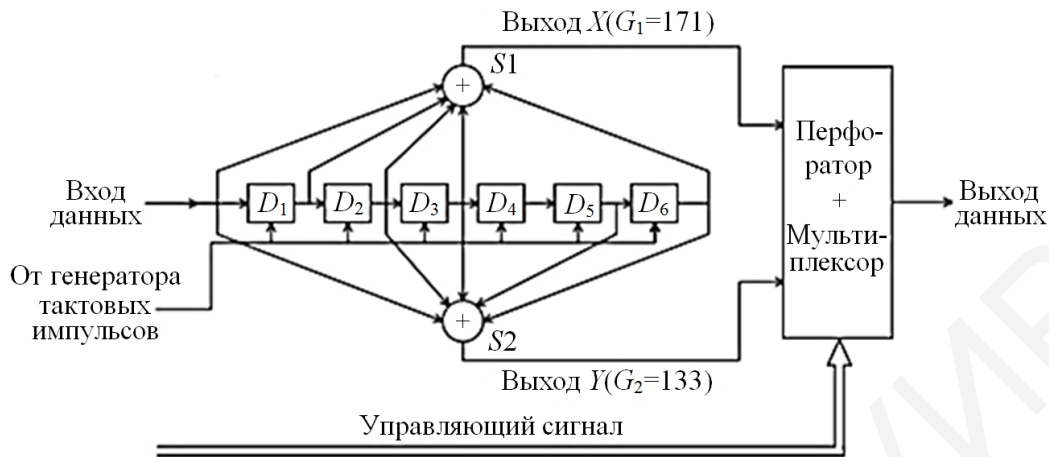 Выход X(G1=171)
S1
+
Перфо-
ратор
+
Мульти-
плексор
Вход
данных
D1
D2
D3
D4
D5
D6
Выход
данных
От генератора
тактовых
импульсов
+
S2
Выход Y(G2=133)
Управляющий сигнал